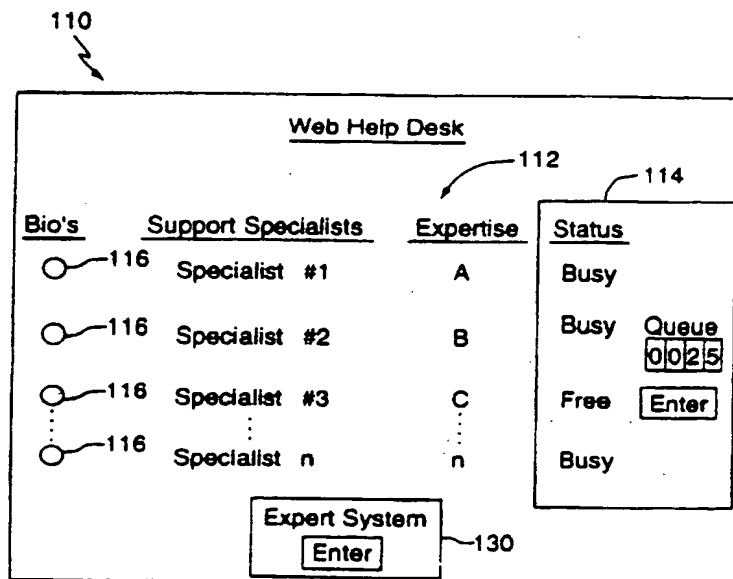 110
Web Help Desk
112
114
Bio's Support Specialists Expertise Status
116 Specialist #1 A Busy
116 Specialist #2 B Busy Queue
0025
116 Specialist #3 C Free Enter
116 Specialist n n Busy
Expert System
Enter
130